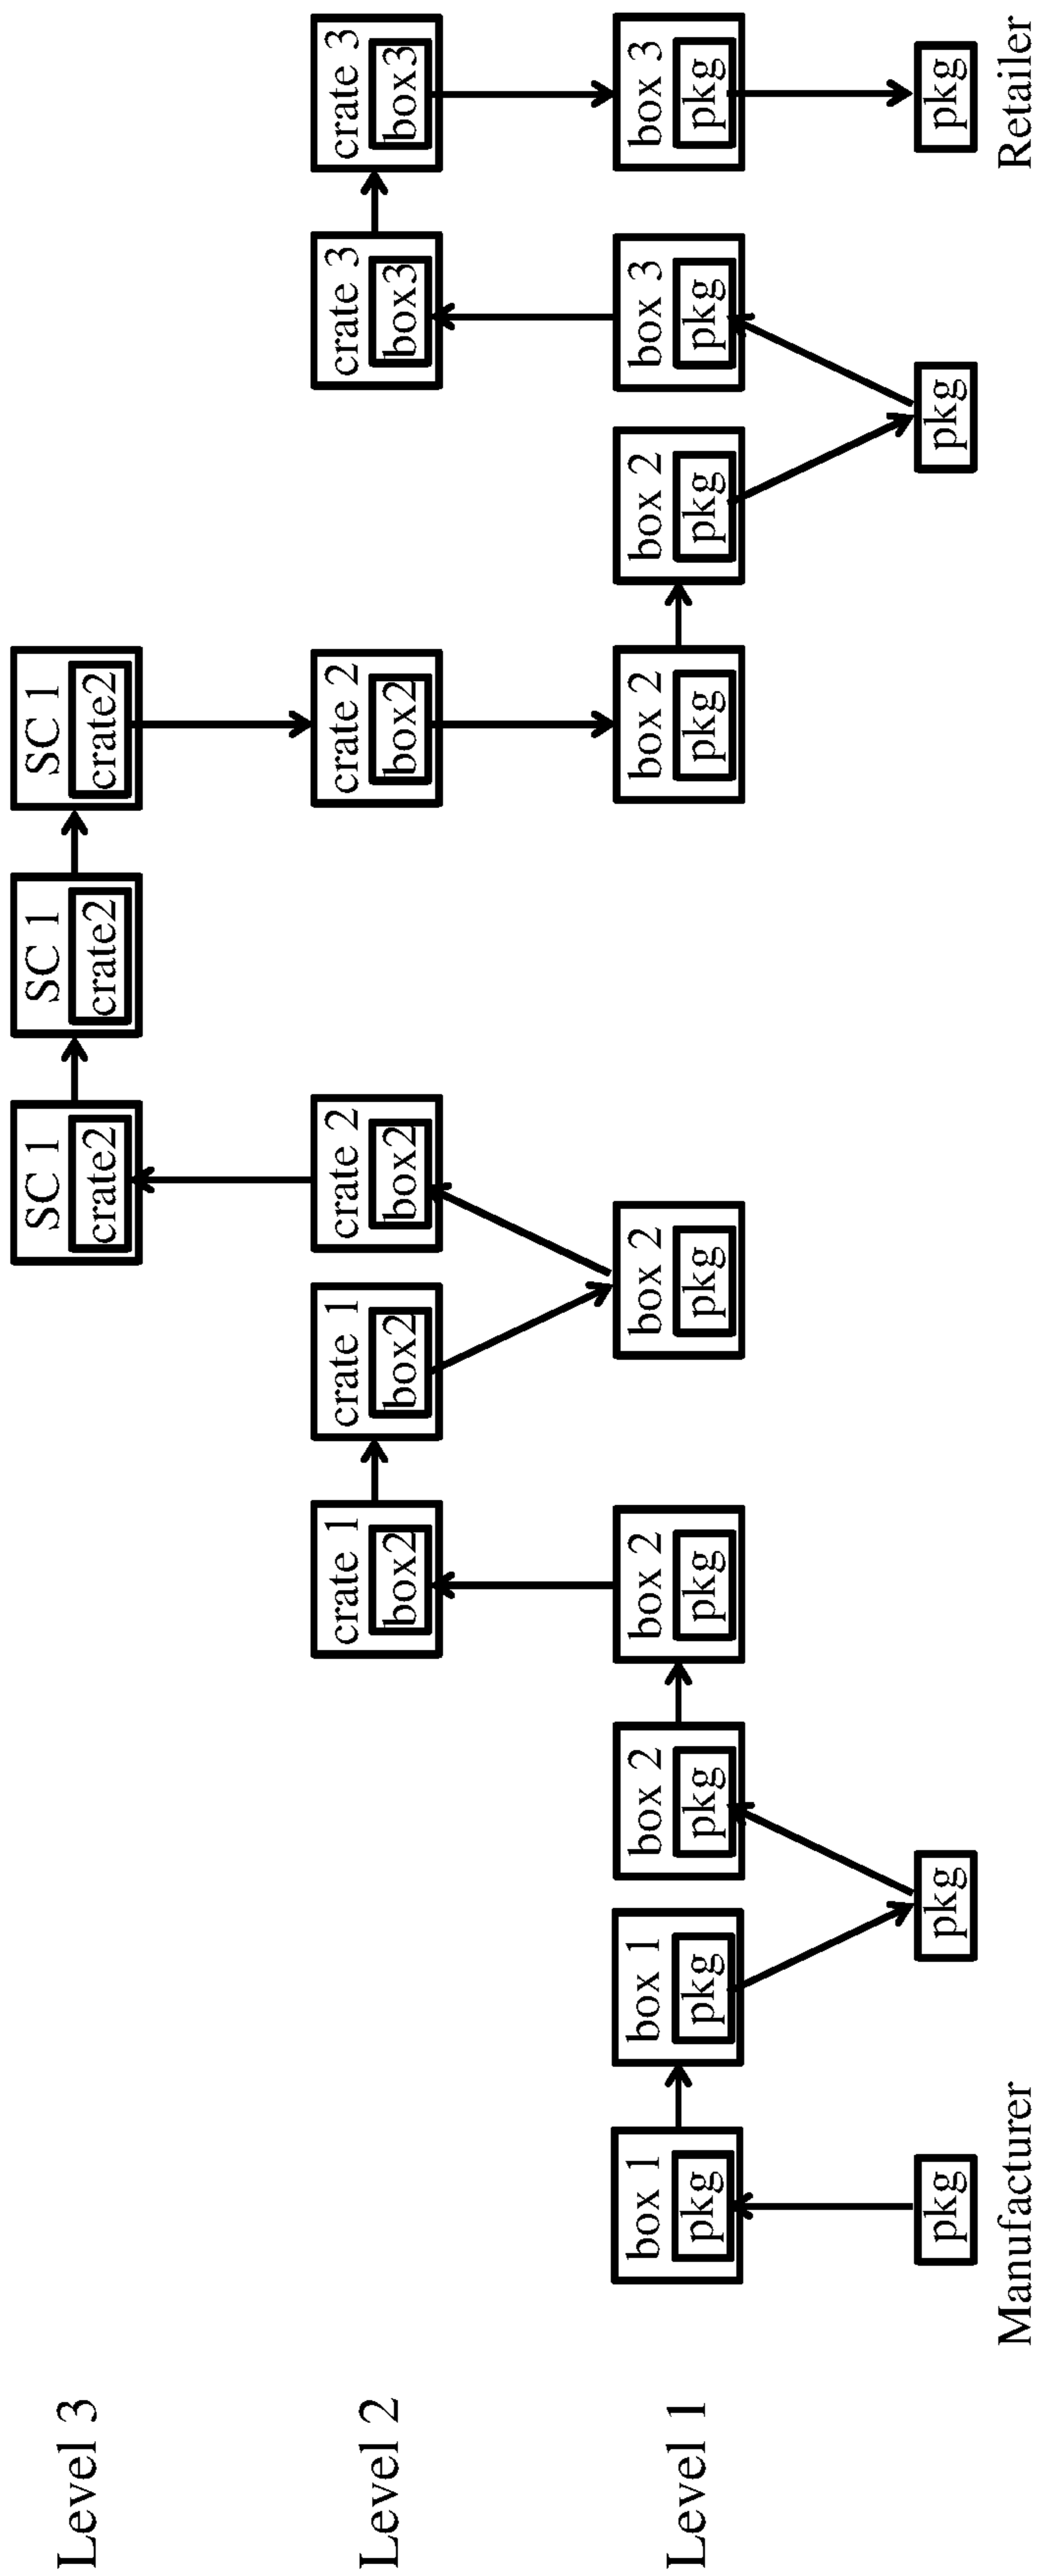 Level 3
SC 1
crate2
SC 1
crate2
SC 1
crate2
Level 2
crate 1
box2
crate 1
box2
crate 2
box2
crate 2
box2
crate 3
box3
crate 3
box3
Level 1
box 1
pkg
box 1
pkg
box 2
pkg
box 2
pkg
box 2
pkg
box 2
pkg
box 2
pkg
box 3
pkg
box 3
pkg
pkg
pkg
pkg
pkg
Manufacturer
Retailer